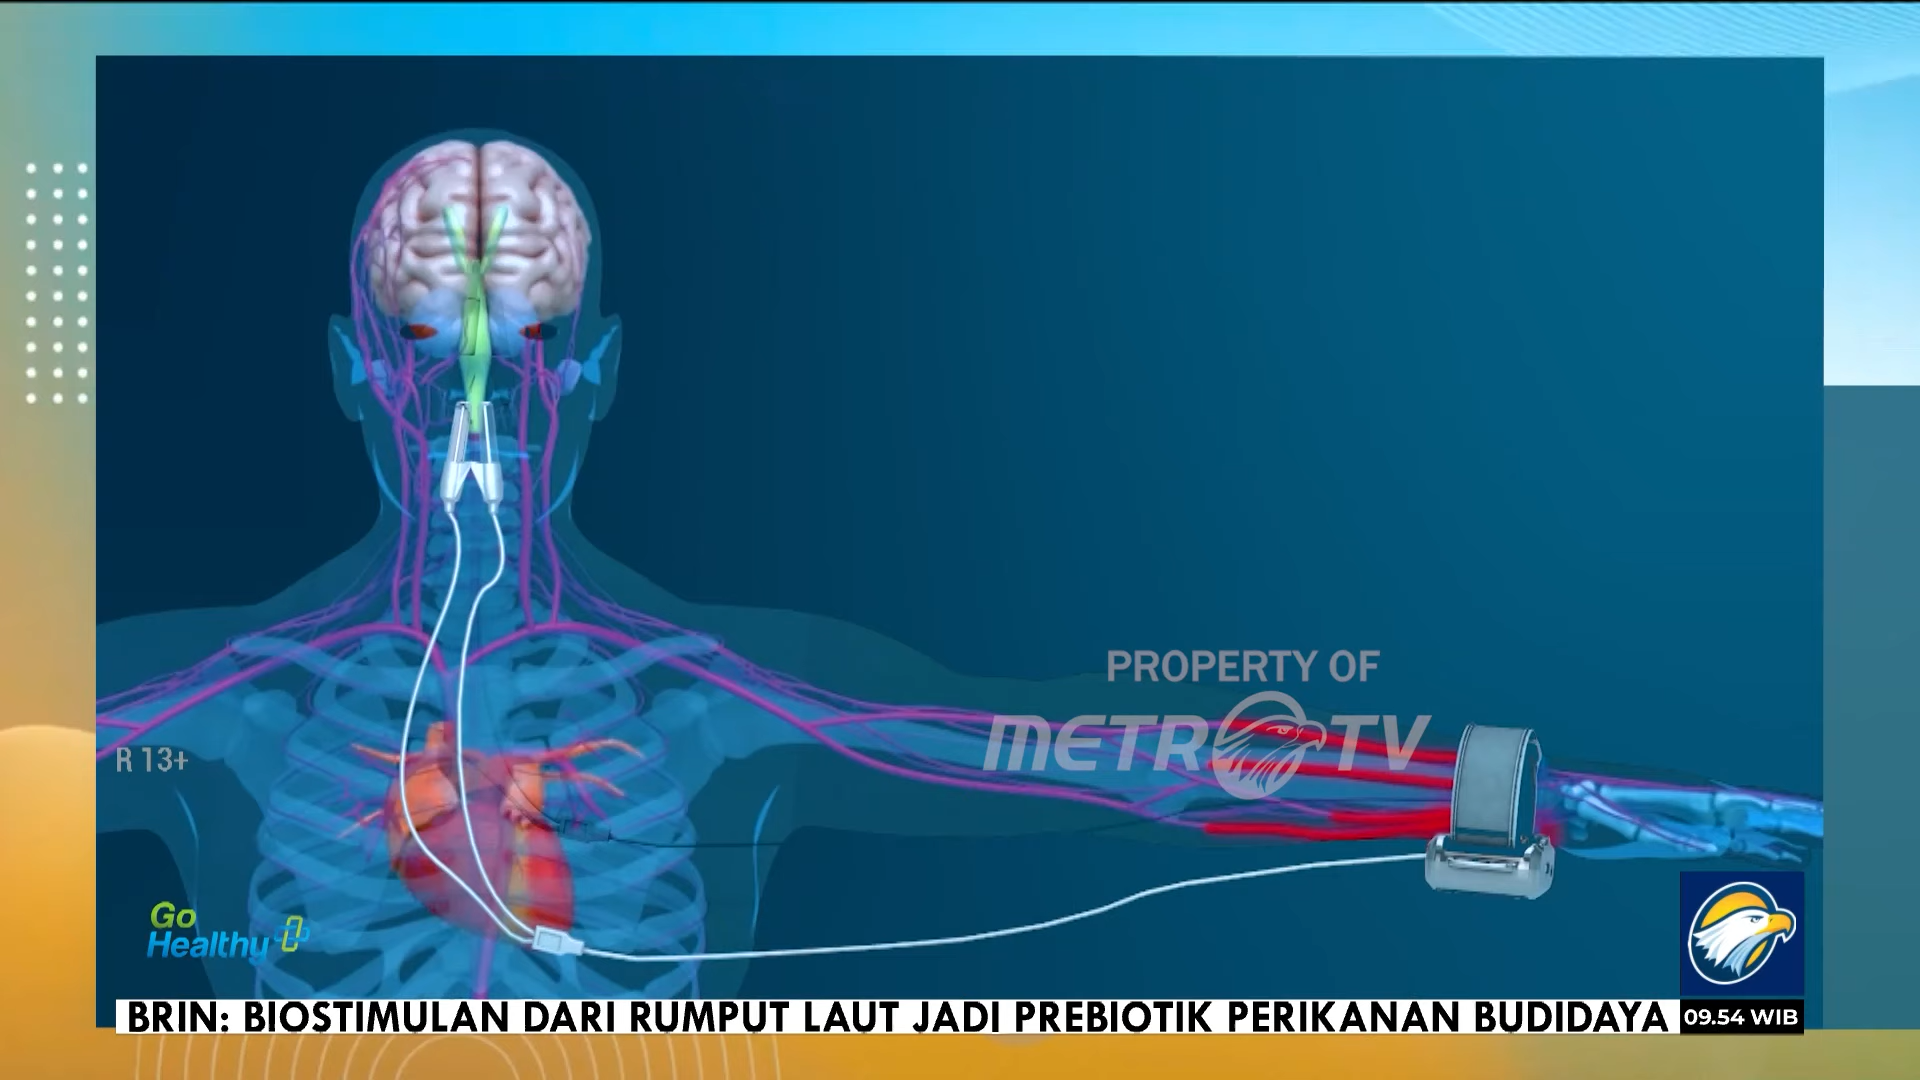 PROPERTY OF
METRO TV
R 13+
Go
Healthy
BRIN: BIOSTIMULAN DARI RUMPUT LAUT JADI PREBIOTIK PERIKANAN BUDIDAYA
09.54 WIB